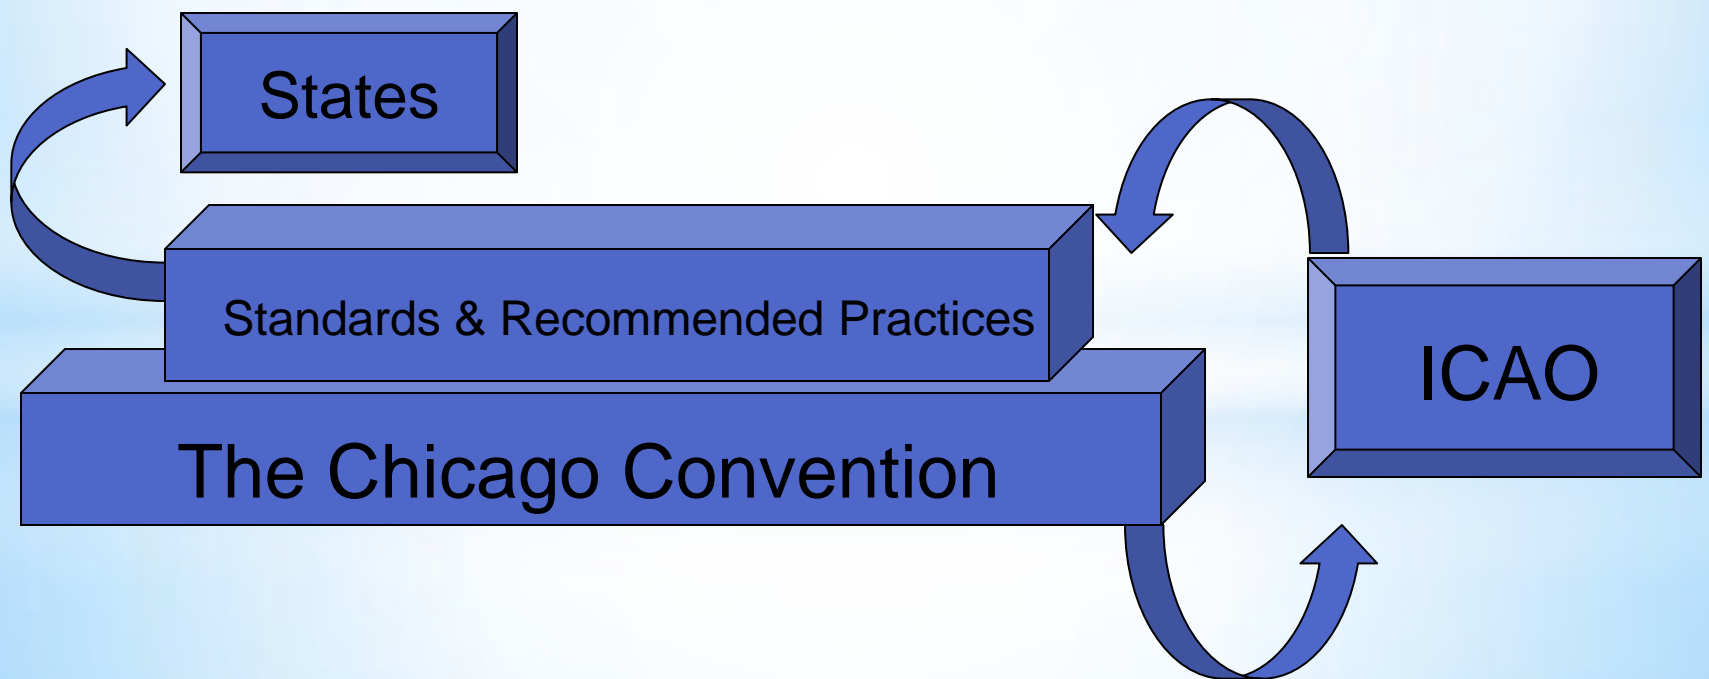 States
Standards & Recommended Practices
ICAO
The Chicago Convention